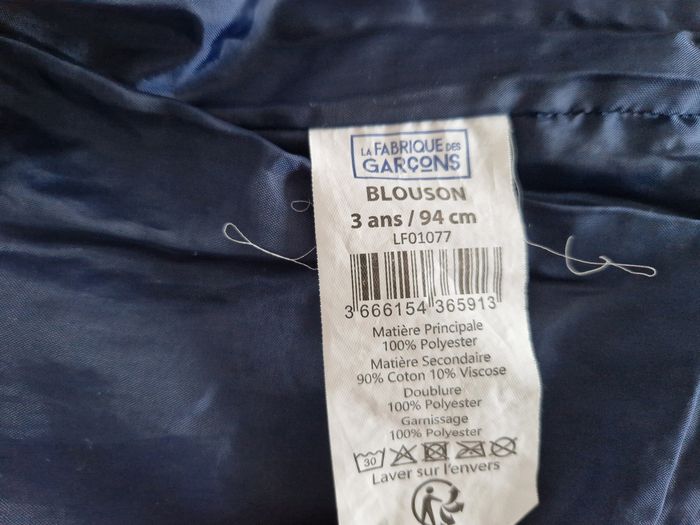 LA FABRIQUE DES
GARÇONS
BLOUSON
3 ans / 94 cm
LF01077
3 666154 365913
Matière Principale
100% Polyester
Matière Secondaire
90% Coton 10% Viscose
Doublure
100% Polyester
Garnissage
100% Polyester
30
Laver sur l'envers